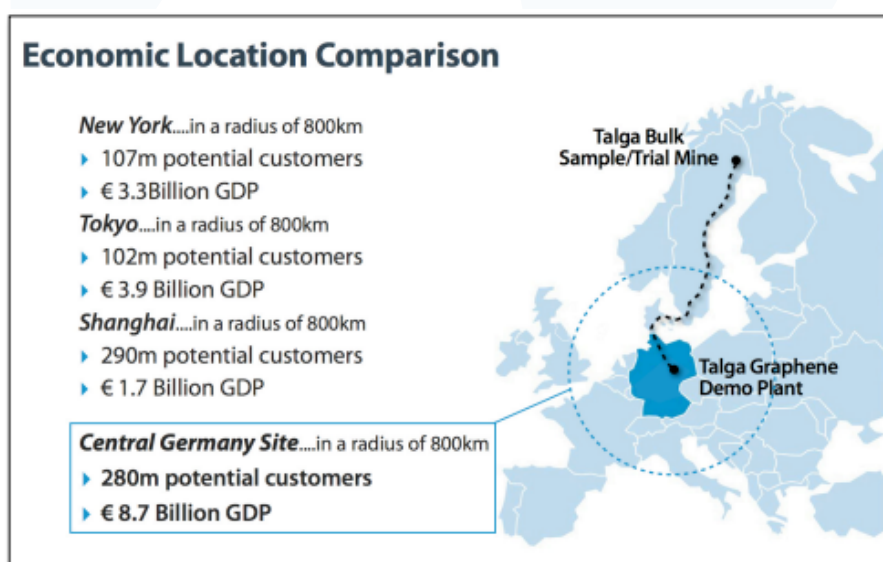 Economic Location Comparison
New York....in a radius of 800km
107m potential customers
€ 3.3Billion GDP
Tokyo....in a radius of 800km
102m potential customers
€ 3.9 Billion GDP
Shanghai....in a radius of 800km
290m potential customers
€ 1.7 Billion GDP
Central Germany Site....in a radius of 800km
280m potential customers
€ 8.7 Billion GDP
Talga Bulk
Sample/Trial Mine
Talga Graphene
Demo Plant